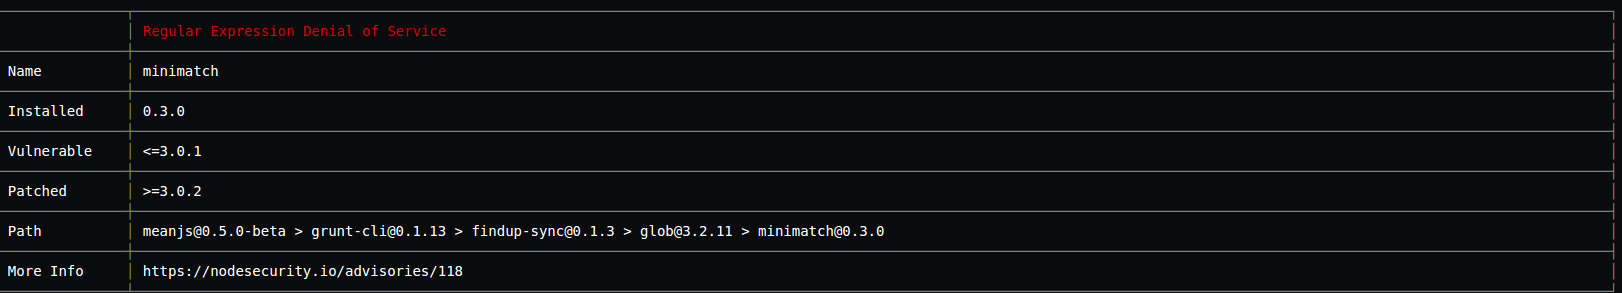 Regular Expression Denial of Service
Name minimatch
Installed 0.3.0
Vulnerable <=3.0.1
Patched >=3.0.2
Path meanjs@0.5.0-beta > grunt-cli@0.1.13 > findup-sync@0.1.3 > glob@3.2.11 > minimatch@0.3.0
More Info https://nodesecurity.io/advisories/118